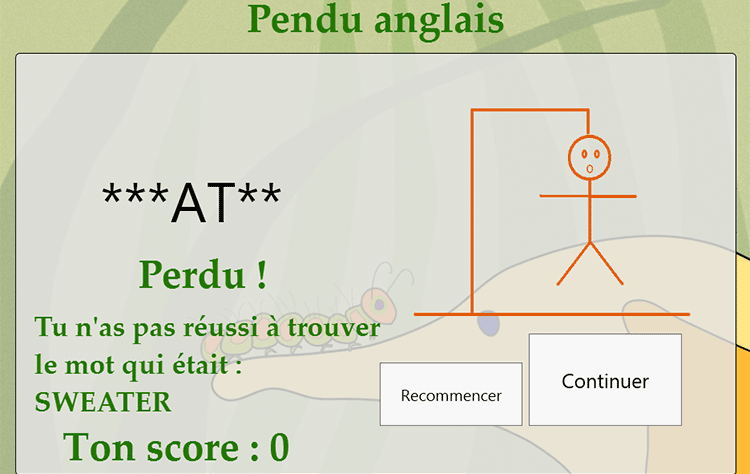 Pendu anglais
***AT**
Perdu !
Tu n'as pas réussi à trouver
le mot qui était :
SWEATER
Ton score : 0
Recommencer
Continuer